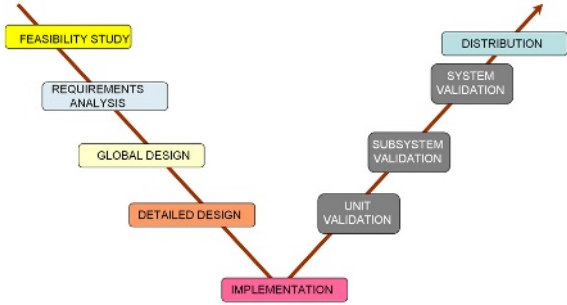 FEASIBILITY STUDY
REQUIREMENTS
ANALYSIS
GLOBAL DESIGN
DETAILED DESIGN
IMPLEMENTATION
UNIT
VALIDATION
SUBSYSTEM
VALIDATION
SYSTEM
VALIDATION
DISTRIBUTION